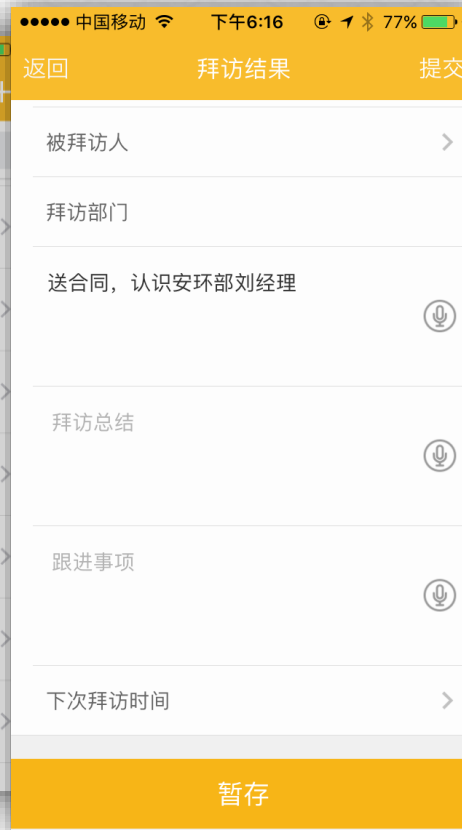 中国移动 下午6:16 77%
返回 拜访结果 提交
被拜访人
拜访部门
送合同，认识安环部刘经理
拜访总结
跟进事项
下次拜访时间
暂存